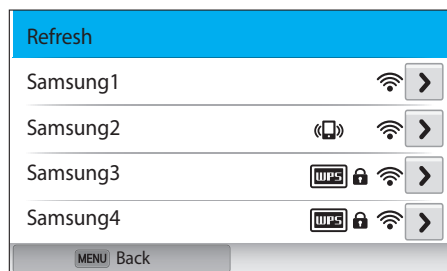 Refresh
Samsung1
Samsung2
Samsung3 WPS
Samsung4 WPS
MENU Back